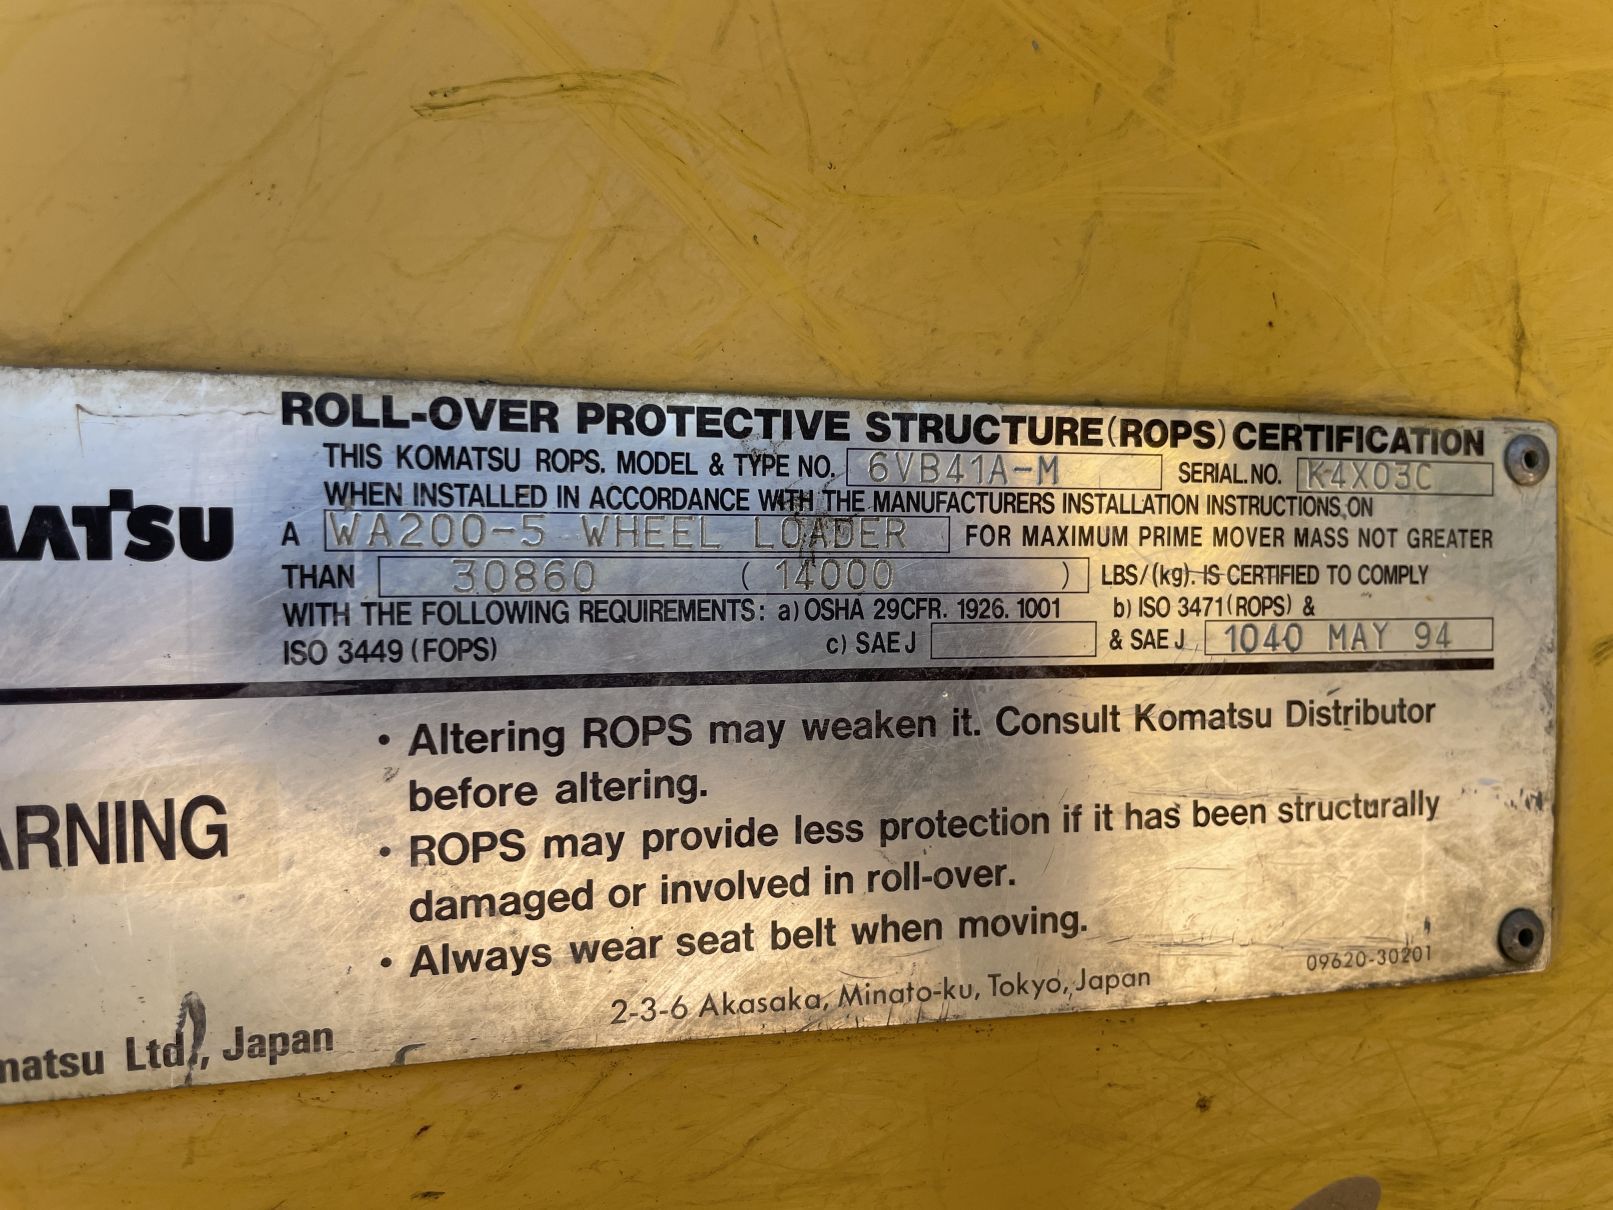 ROLL-OVER PROTECTIVE STRUCTURE (ROPS) CERTIFICATION
THIS KOMATSU ROPS. MODEL & TYPE NO. 6VB41A-M SERIAL.NO. K4X03C
WHEN INSTALLED IN ACCORDANCE WITH THE MANUFACTURERS INSTALLATION INSTRUCTIONS,ON
MATSU
A WA200-5 WHEEL LOADER FOR MAXIMUM PRIME MOVER MASS NOT GREATER
THAN 30860 ( 14000 ) LBS/(kg). IS CERTIFIED TO COMPLY
WITH THE FOLLOWING REQUIREMENTS: a) OSHA 29CFR. 1926. 1001 b) ISO 3471(ROPS) &
ISO 3449 (FOPS) c) SAE J & SAE J 1040 MAY 94
• Altering ROPS may weaken it. Consult Komatsu Distributor
before altering.
ARNING
• ROPS may provide less protection if it has been structurally
damaged or involved in roll-over.
• Always wear seat belt when moving.
09620-30201
2-3-6 Akasaka, Minato-ku, Tokyo, Japan
matsu Ltd., Japan